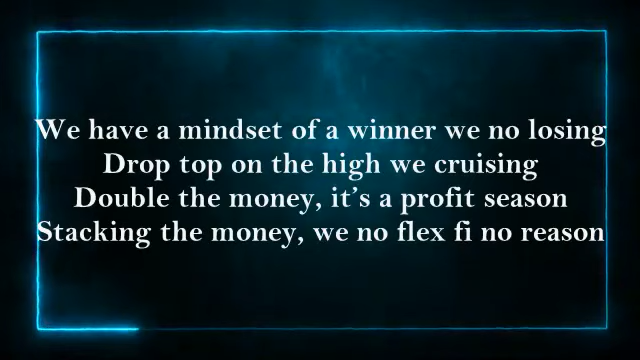 We have a mindset of a winner we no losing
Drop top on the high we cruising
Double the money, it’s a profit season
Stacking the money, we no flex fi no reason